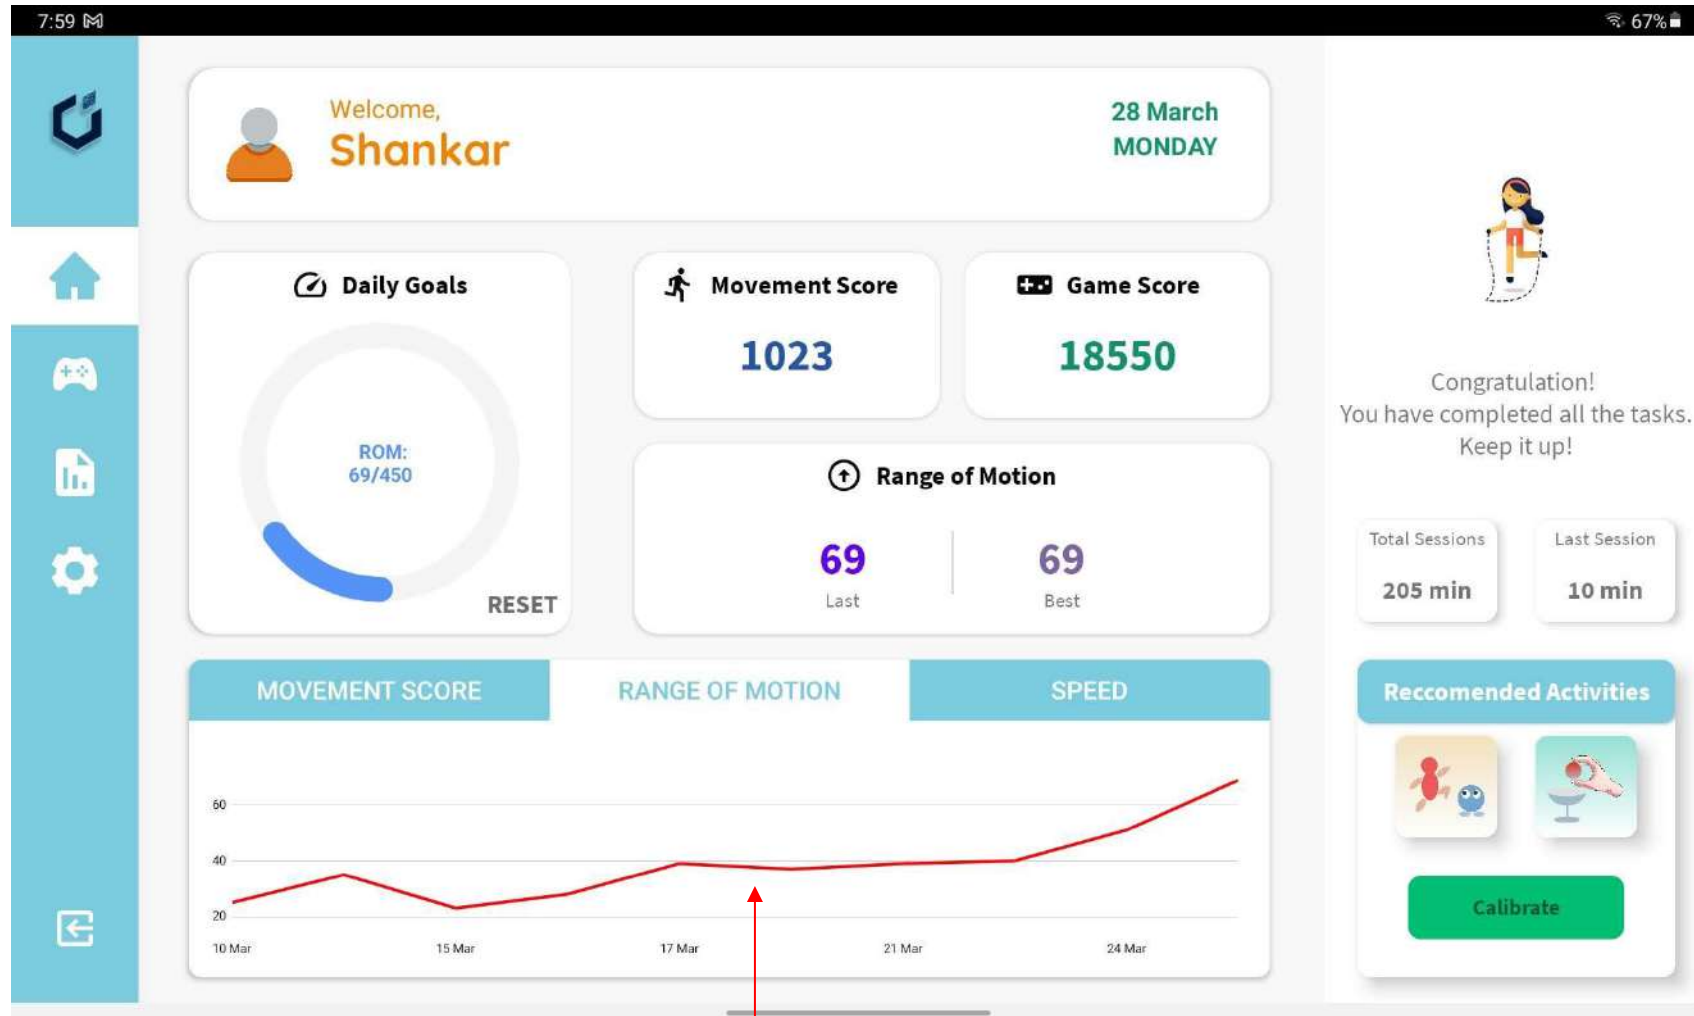 7:59
67%
Welcome,
Shankar
28 March
MONDAY
Daily Goals
ROM:
69/450
RESET
Movement Score
1023
Game Score
18550
Range of Motion
69
Last
69
Best
MOVEMENT SCORE
RANGE OF MOTION
SPEED
60
40
20
10 Mar
15 Mar
17 Mar
21 Mar
24 Mar
Congratulation!
You have completed all the tasks.
Keep it up!
Total Sessions
205 min
Last Session
10 min
Reccomended Activities
Calibrate